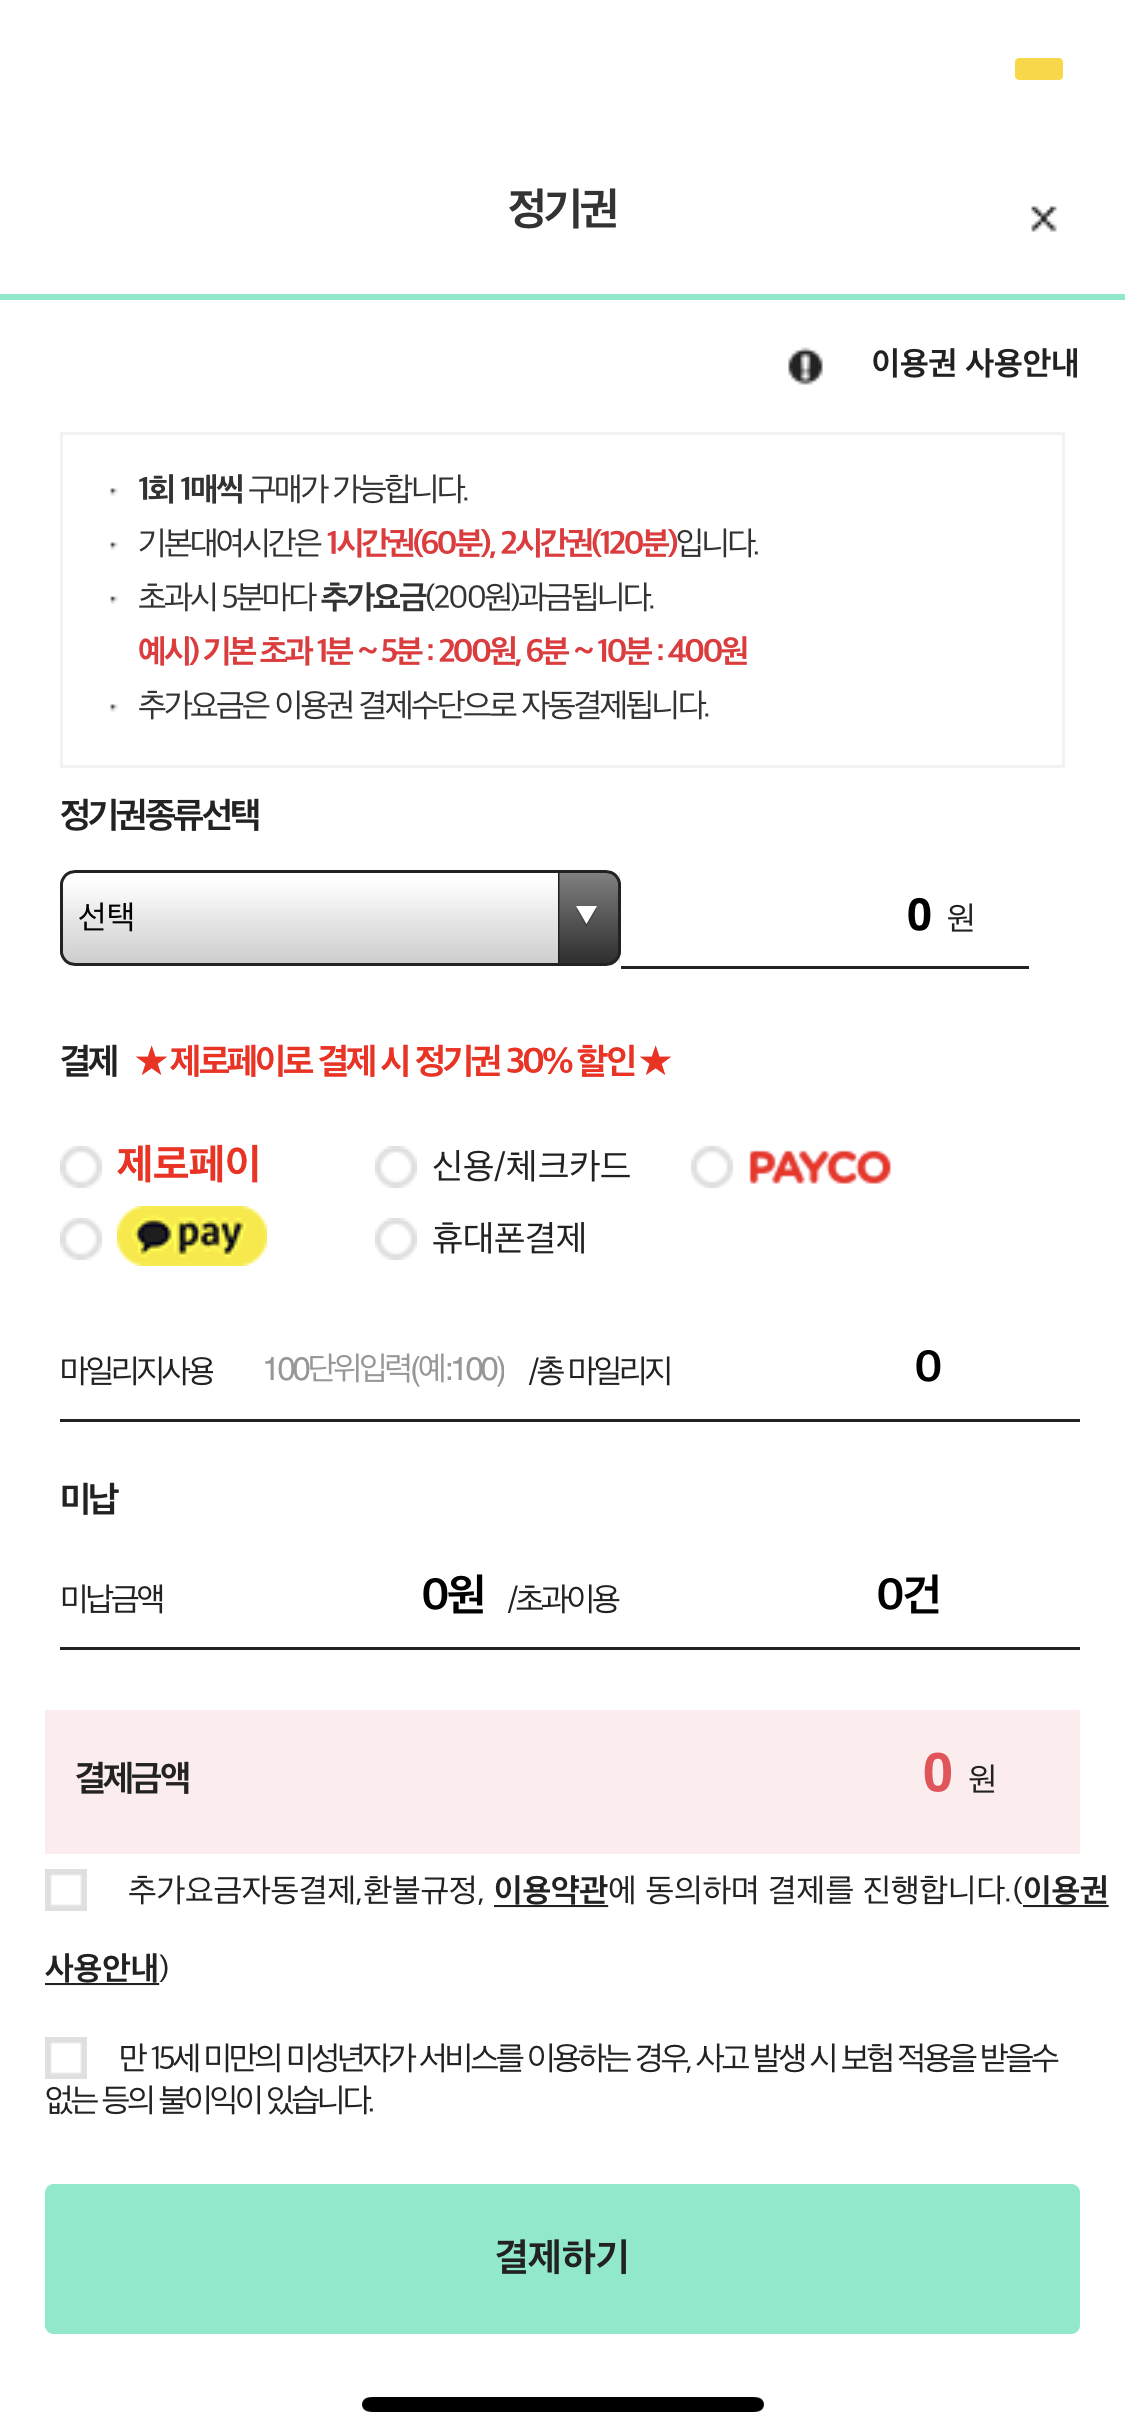 정기권
이용권 사용안내
1회 1매씩 구매가 가능합니다.
기본대여시간은 1시간권(60분), 2시간권(120분)입니다.
초과시 5분마다 추가요금(200원)과금됩니다.
예시) 기본 초과 1분 ~ 5분 : 200원, 6분 ~ 10분 : 400원
추가요금은 이용권 결제수단으로 자동결제됩니다.
정기권종류선택
선택 0 원
결제 ★ 제로페이로 결제 시 정기권 30% 할인 ★
제로페이 신용/체크카드 PAYCO
pay 휴대폰결제
마일리지사용 100단위입력(예:100) /총 마일리지 0
미납
미납금액 0원 /초과이용 0건
결제금액 0 원
추가요금자동결제,환불규정, 이용약관에 동의하며 결제를 진행합니다.(이용권
사용안내)
만 15세 미만의 미성년자가 서비스를 이용하는 경우, 사고 발생 시 보험 적용을 받을수
없는 등의 불이익이 있습니다.
결제하기